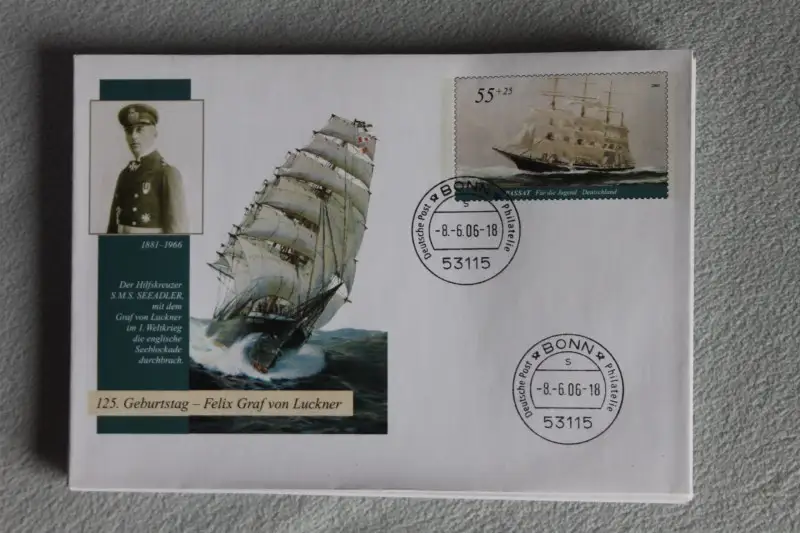 1881–1966
Der Hilfskreuzer
S.M.S. SEEADLER,
mit dem
Graf von Luckner
im 1. Weltkrieg
die englische
Seeblockade
durchbrach.
125. Geburtstag – Felix Graf von Luckner
55+25
PASSAT Für die Jugend Deutschland
BONN
s
-8.-6.06-18
53115
Deutsche Post
Philatelie
BONN
s
-8.-6.06-18
53115
Deutsche Post
Philatelie